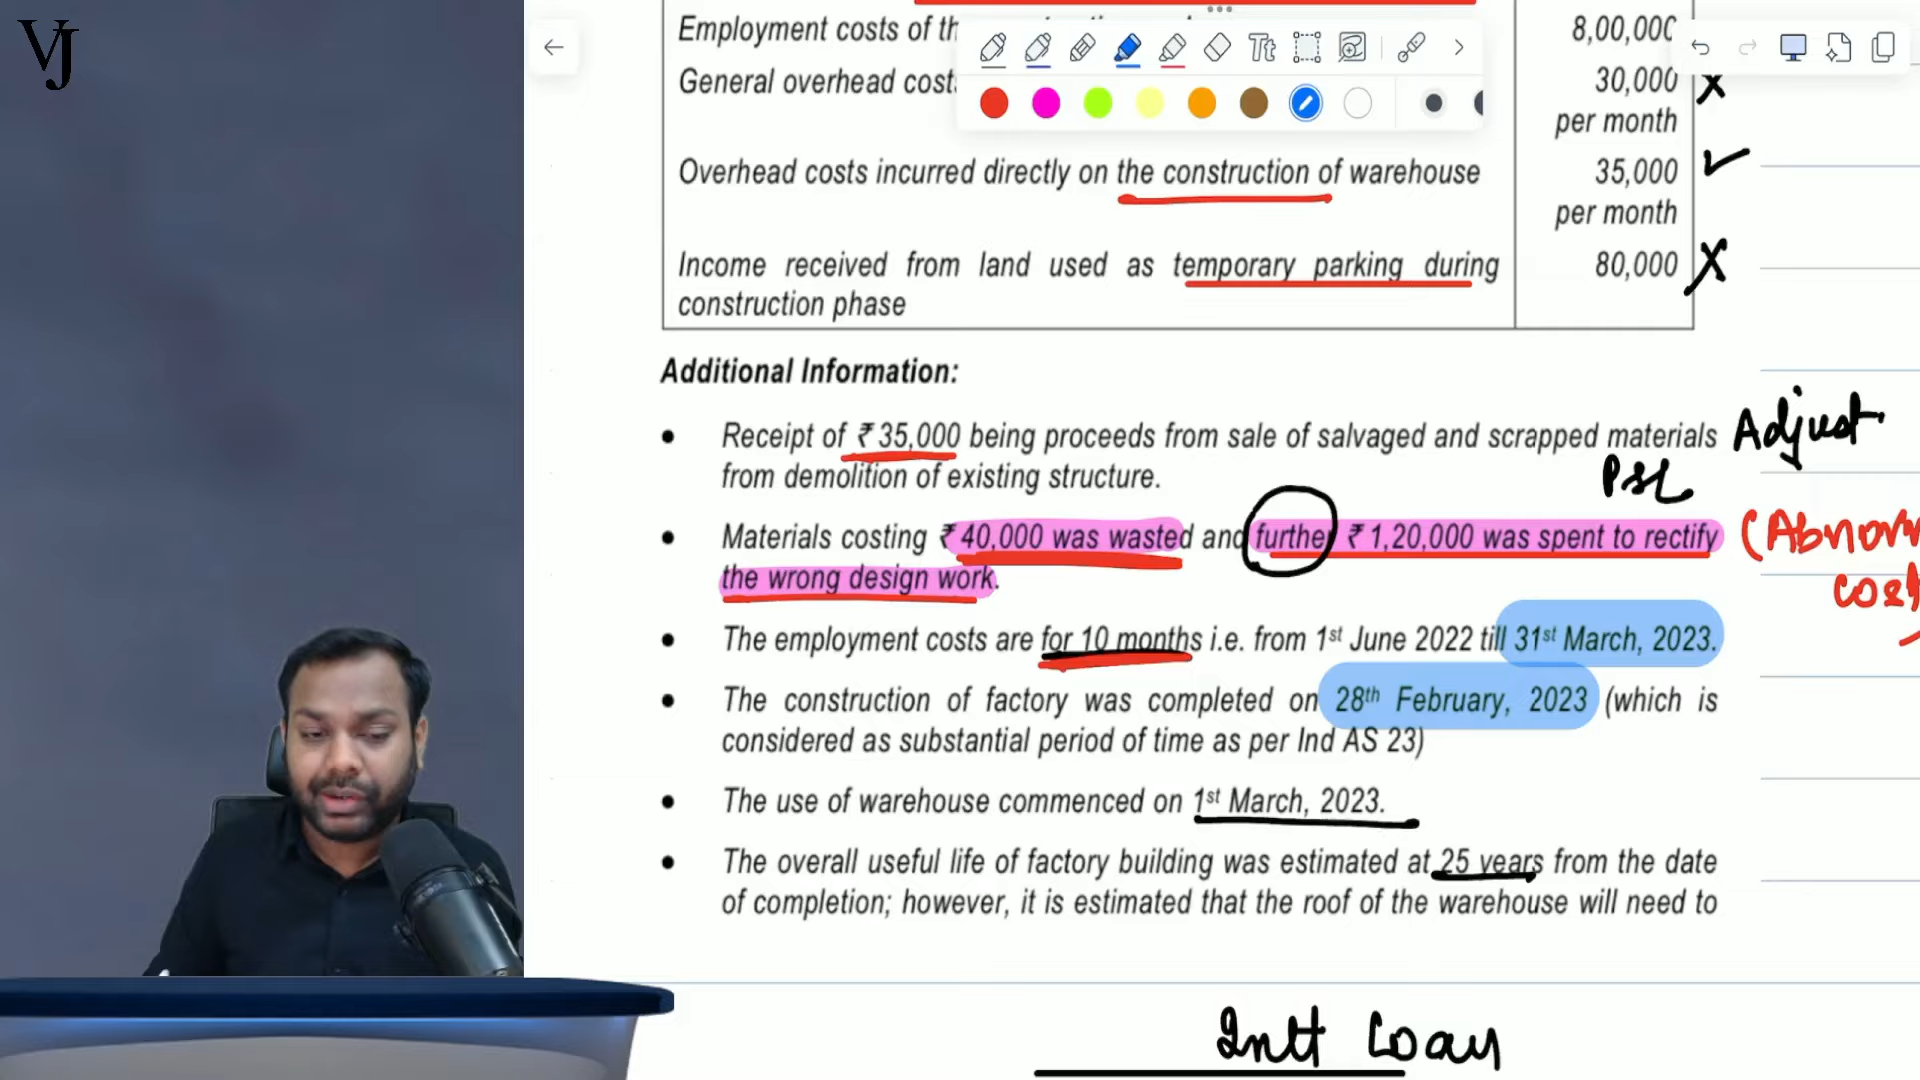 VJ
Employment costs of
8,00,000
General overhead costs
30,000
per month
Overhead costs incurred directly on the construction of warehouse
35,000
per month
Income received from land used as temporary parking during
construction phase
80,000
Additional Information:
• Receipt of ₹ 35,000 being proceeds from sale of salvaged and scrapped materials
from demolition of existing structure.
Adjust.
P&L
• Materials costing ₹ 40,000 was wasted and further ₹ 1,20,000 was spent to rectify
the wrong design work.
(Abnorm
cost
• The employment costs are for 10 months i.e. from 1st June 2022 till 31st March, 2023.
• The construction of factory was completed on 28th February, 2023 (which is
considered as substantial period of time as per Ind AS 23)
• The use of warehouse commenced on 1st March, 2023.
• The overall useful life of factory building was estimated at 25 years from the date
of completion; however, it is estimated that the roof of the warehouse will need to
Intt Loan